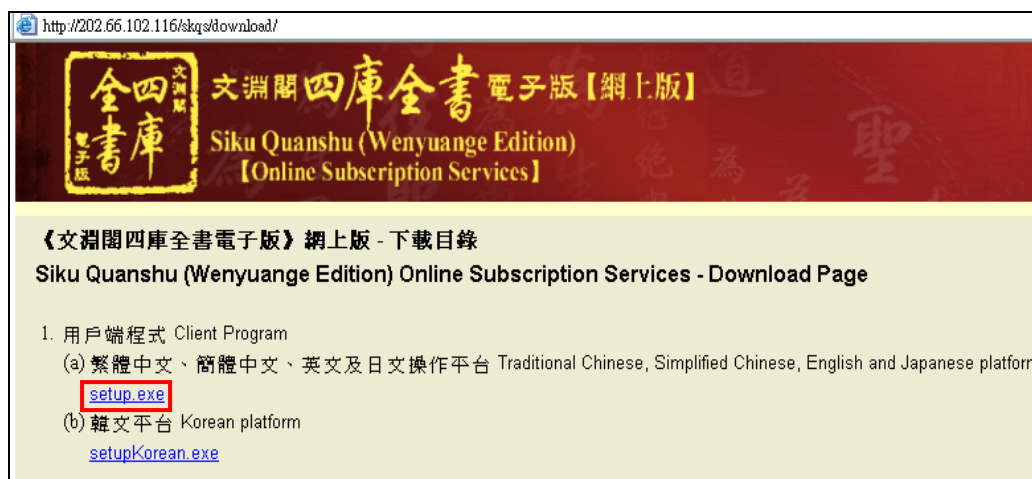 http://202.66.102.116/skqs/download/
文淵閣
四庫全書
電子版
文淵閣四庫全書電子版【網上版】
Siku Quanshu (Wenyuange Edition)
【Online Subscription Services】
《文淵閣四庫全書電子版》網上版 - 下載目錄
Siku Quanshu (Wenyuange Edition) Online Subscription Services - Download Page
1. 用戶端程式 Client Program
(a) 繁體中文、簡體中文、英文及日文操作平台 Traditional Chinese, Simplified Chinese, English and Japanese platfor
setup.exe
(b) 韓文平台 Korean platform
setupKorean.exe